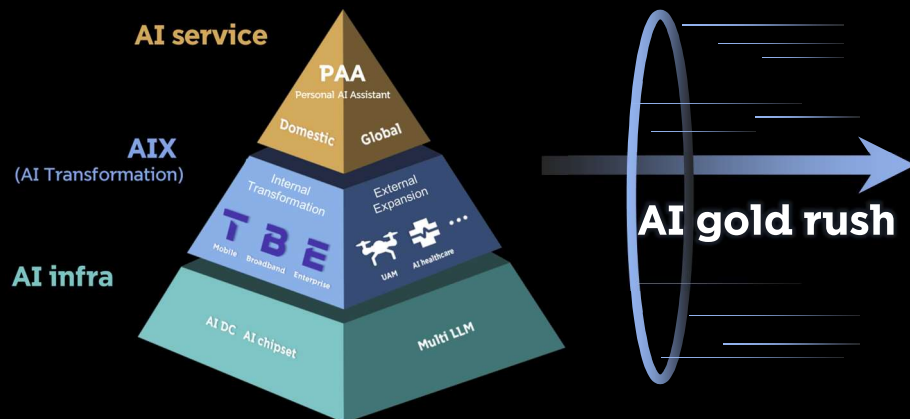 AI service
PAA
Personal AI Assistant
Domestic
Global
AIX
(AI Transformation)
Internal
Transformation
External
Expansion
T B E
Mobile Broadband Enterprise
UAM AI healthcare ...
AI infra
AI DC AI chipset
Multi LLM
AI gold rush